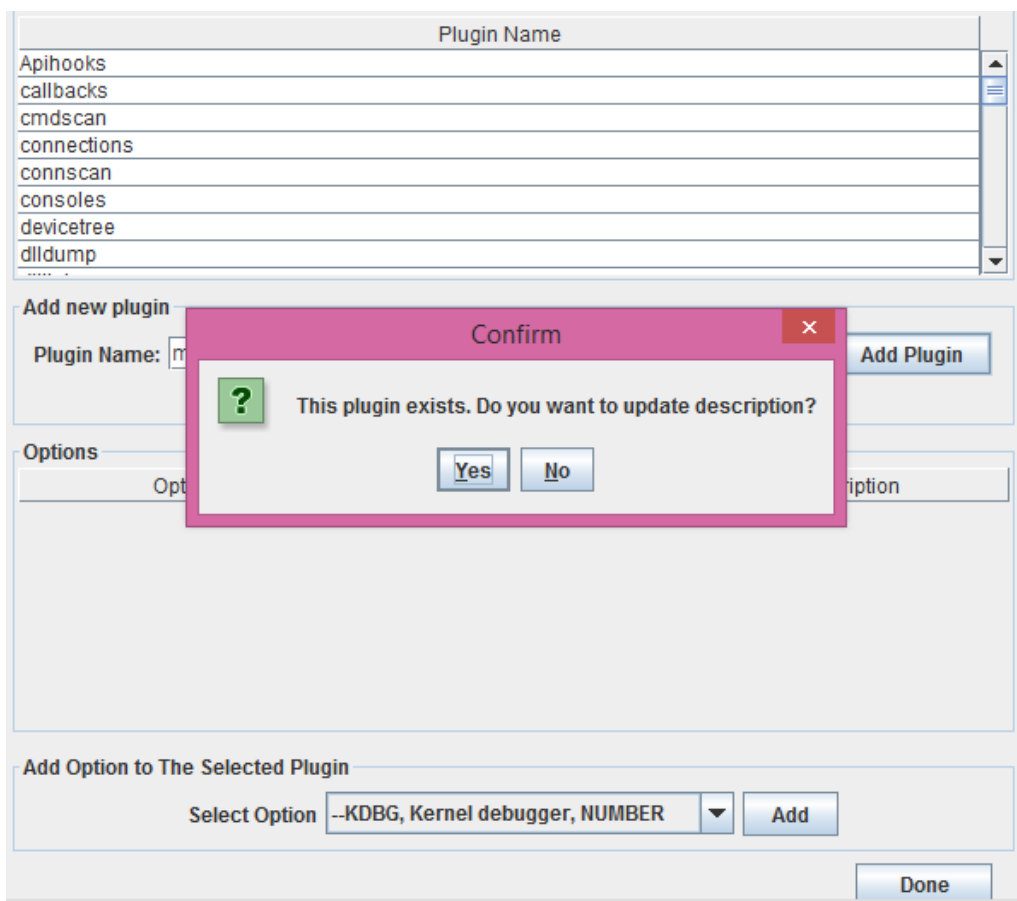 Plugin Name
Apihooks
callbacks
cmdscan
connections
connscan
consoles
devicetree
dlldump
Add new plugin
Plugin Name: m
Add Plugin
Confirm
This plugin exists. Do you want to update description?
Yes No
Options
Opt
ription
Add Option to The Selected Plugin
Select Option --KDBG, Kernel debugger, NUMBER Add
Done